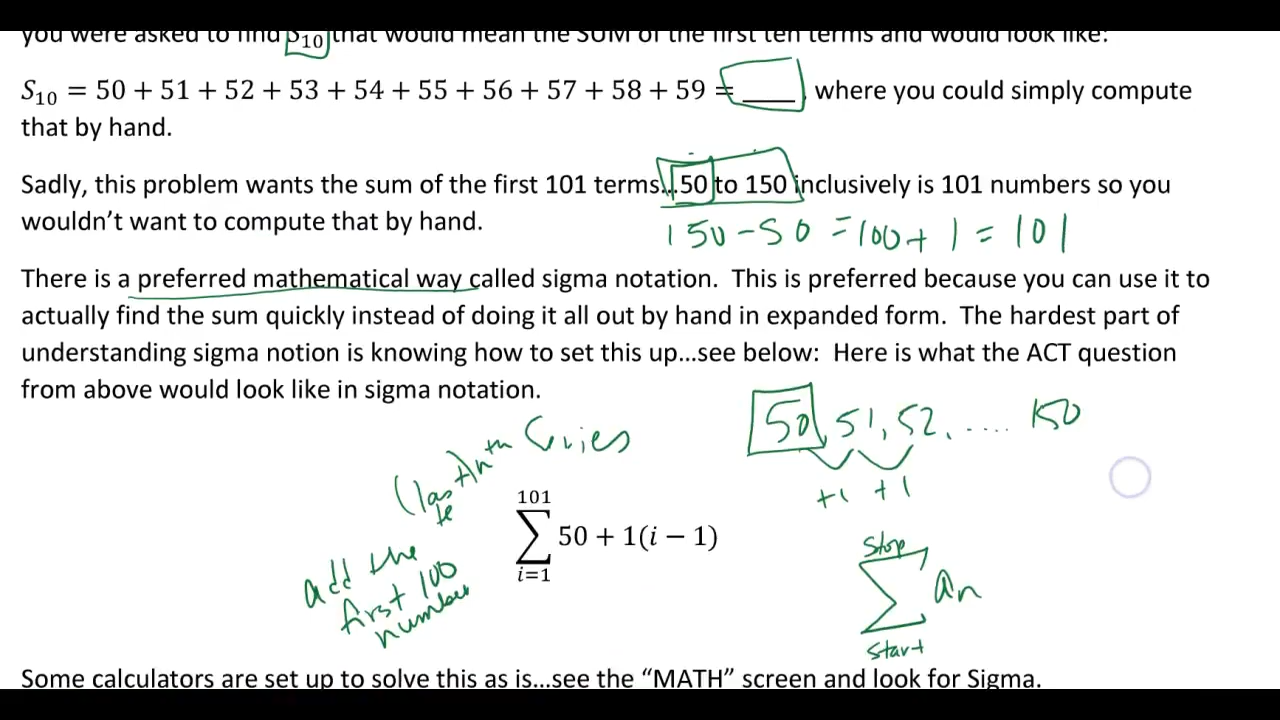 you were asked to find S₁₀ that would mean the SUM of the first ten terms and would look like:
S₁₀ = 50 + 51 + 52 + 53 + 54 + 55 + 56 + 57 + 58 + 59 = ____, where you could simply compute
that by hand.
Sadly, this problem wants the sum of the first 101 terms...50 to 150 inclusively is 101 numbers so you
wouldn't want to compute that by hand.
150 - 50 = 100 + 1 = 101
There is a preferred mathematical way called sigma notation. This is preferred because you can use it to
actually find the sum quickly instead of doing it all out by hand in expanded form. The hardest part of
understanding sigma notion is knowing how to set this up...see below: Here is what the ACT question
from above would look like in sigma notation.
50, 51, 52, .... 150
+1 +1
Series
nth
101
∑ 50 + 1(i − 1)
i=1
add the
first 100
number
stop
∑ an
start
Some calculators are set up to solve this as is...see the "MATH" screen and look for Sigma.